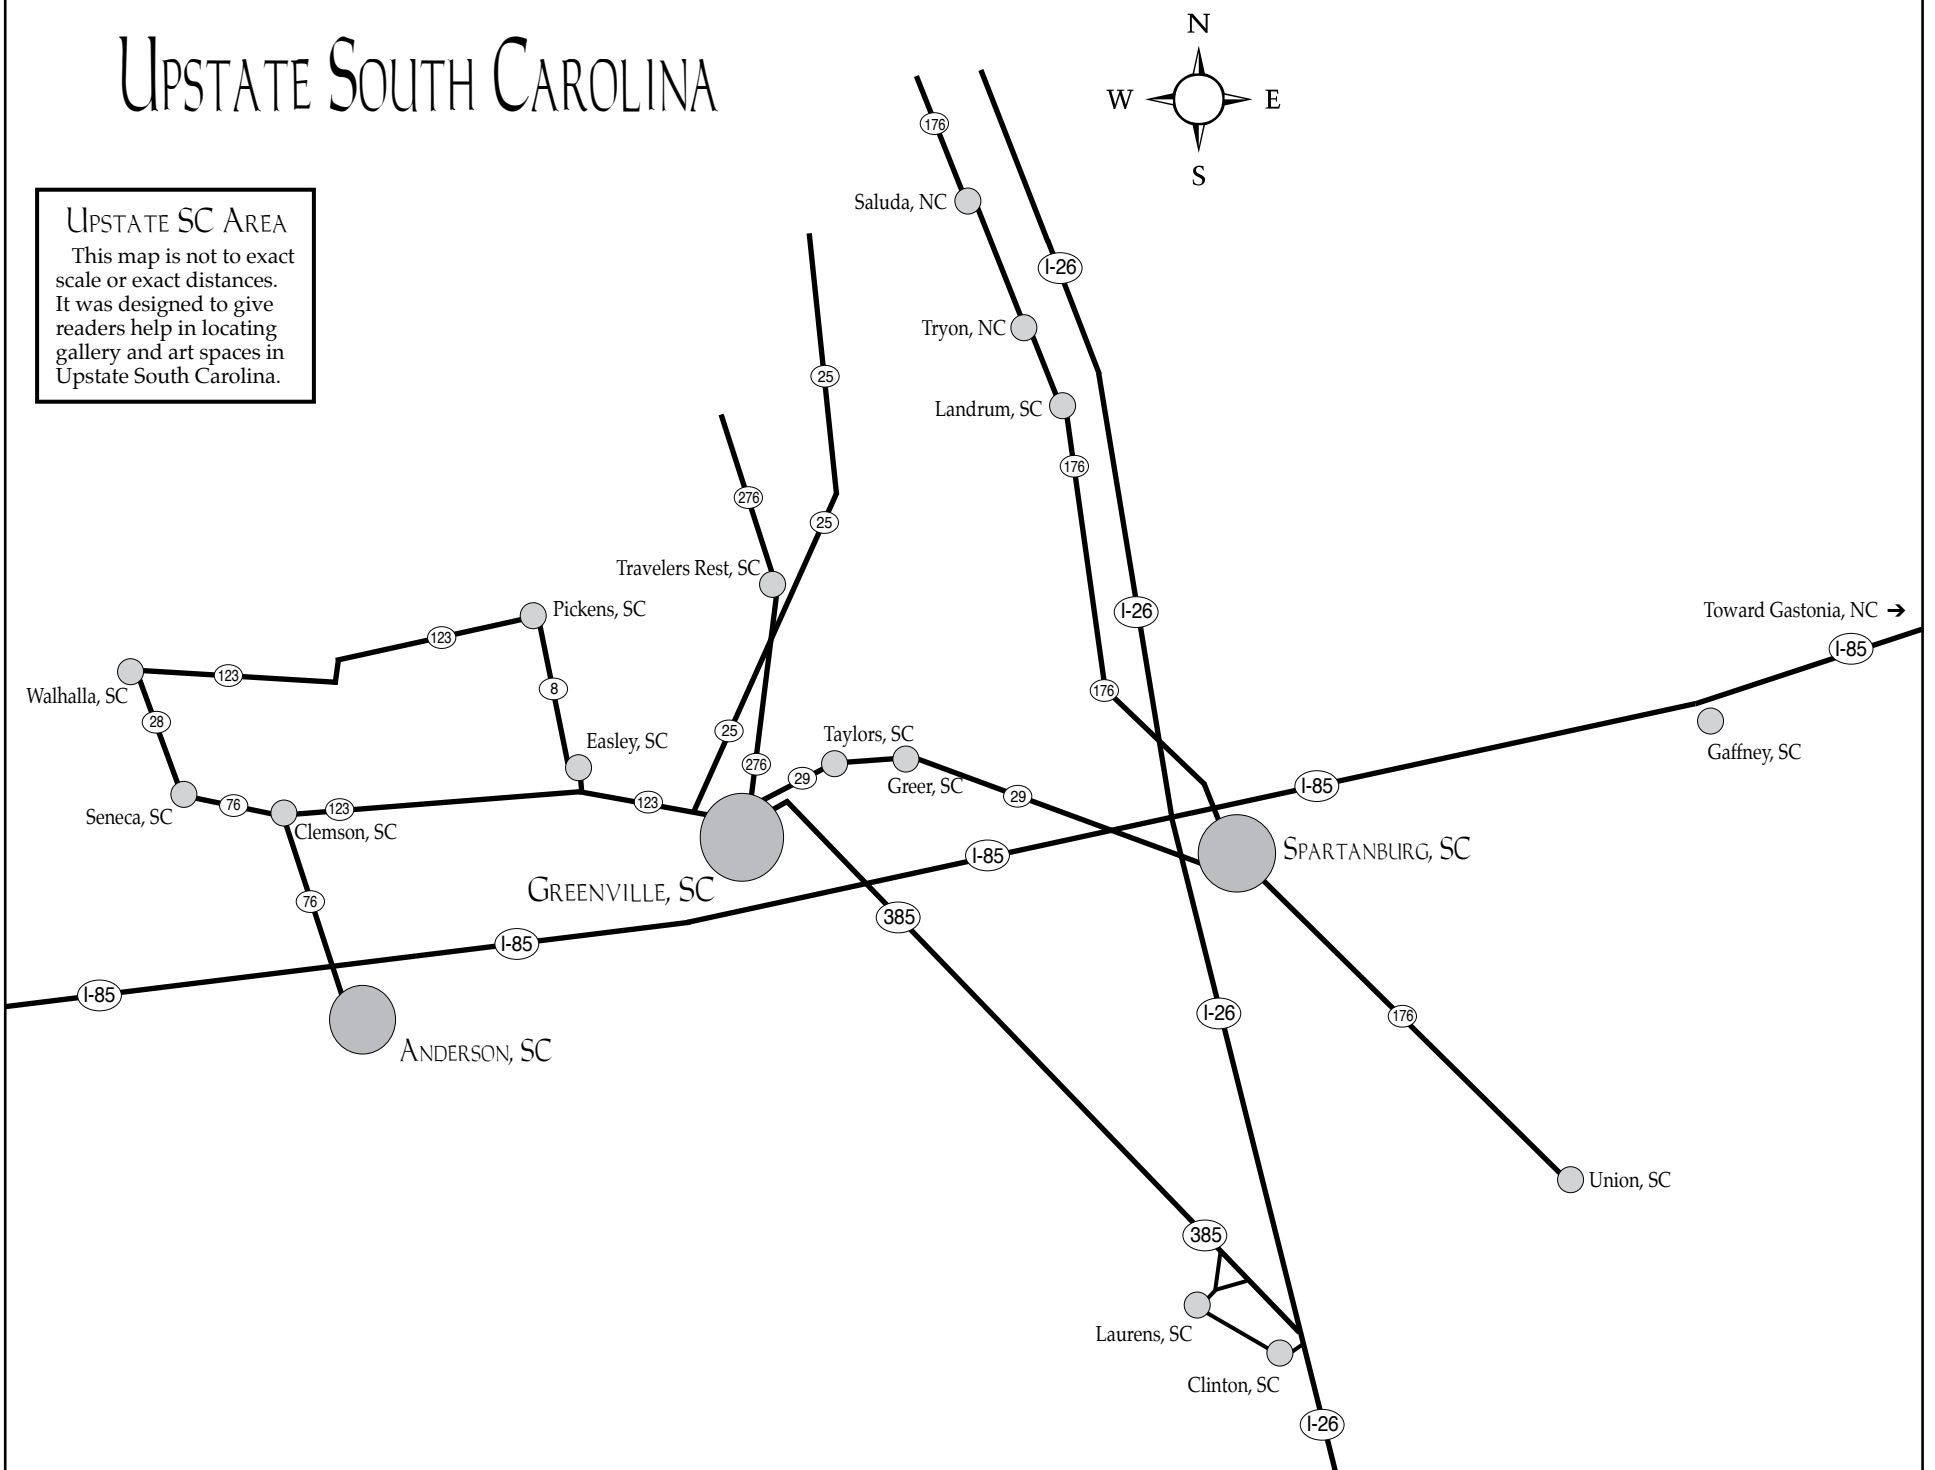 Upstate South Carolina
N
W
E
S
176
Saluda, NC
Upstate SC Area
This map is not to exact
scale or exact distances.
It was designed to give
readers help in locating
gallery and art spaces in
Upstate South Carolina.
I-26
Tryon, NC
25
Landrum, SC
176
276
25
Travelers Rest, SC
Pickens, SC
I-26
Toward Gastonia, NC ➔
123
I-85
123
8
176
Walhalla, SC
28
25
Taylors, SC
Gaffney, SC
Easley, SC
276
29
Greer, SC
I-85
Seneca, SC
76
123
123
29
Clemson, SC
Spartanburg, SC
I-85
Greenville, SC
76
385
I-85
I-85
I-26
176
Anderson, SC
Union, SC
385
Laurens, SC
Clinton, SC
I-26